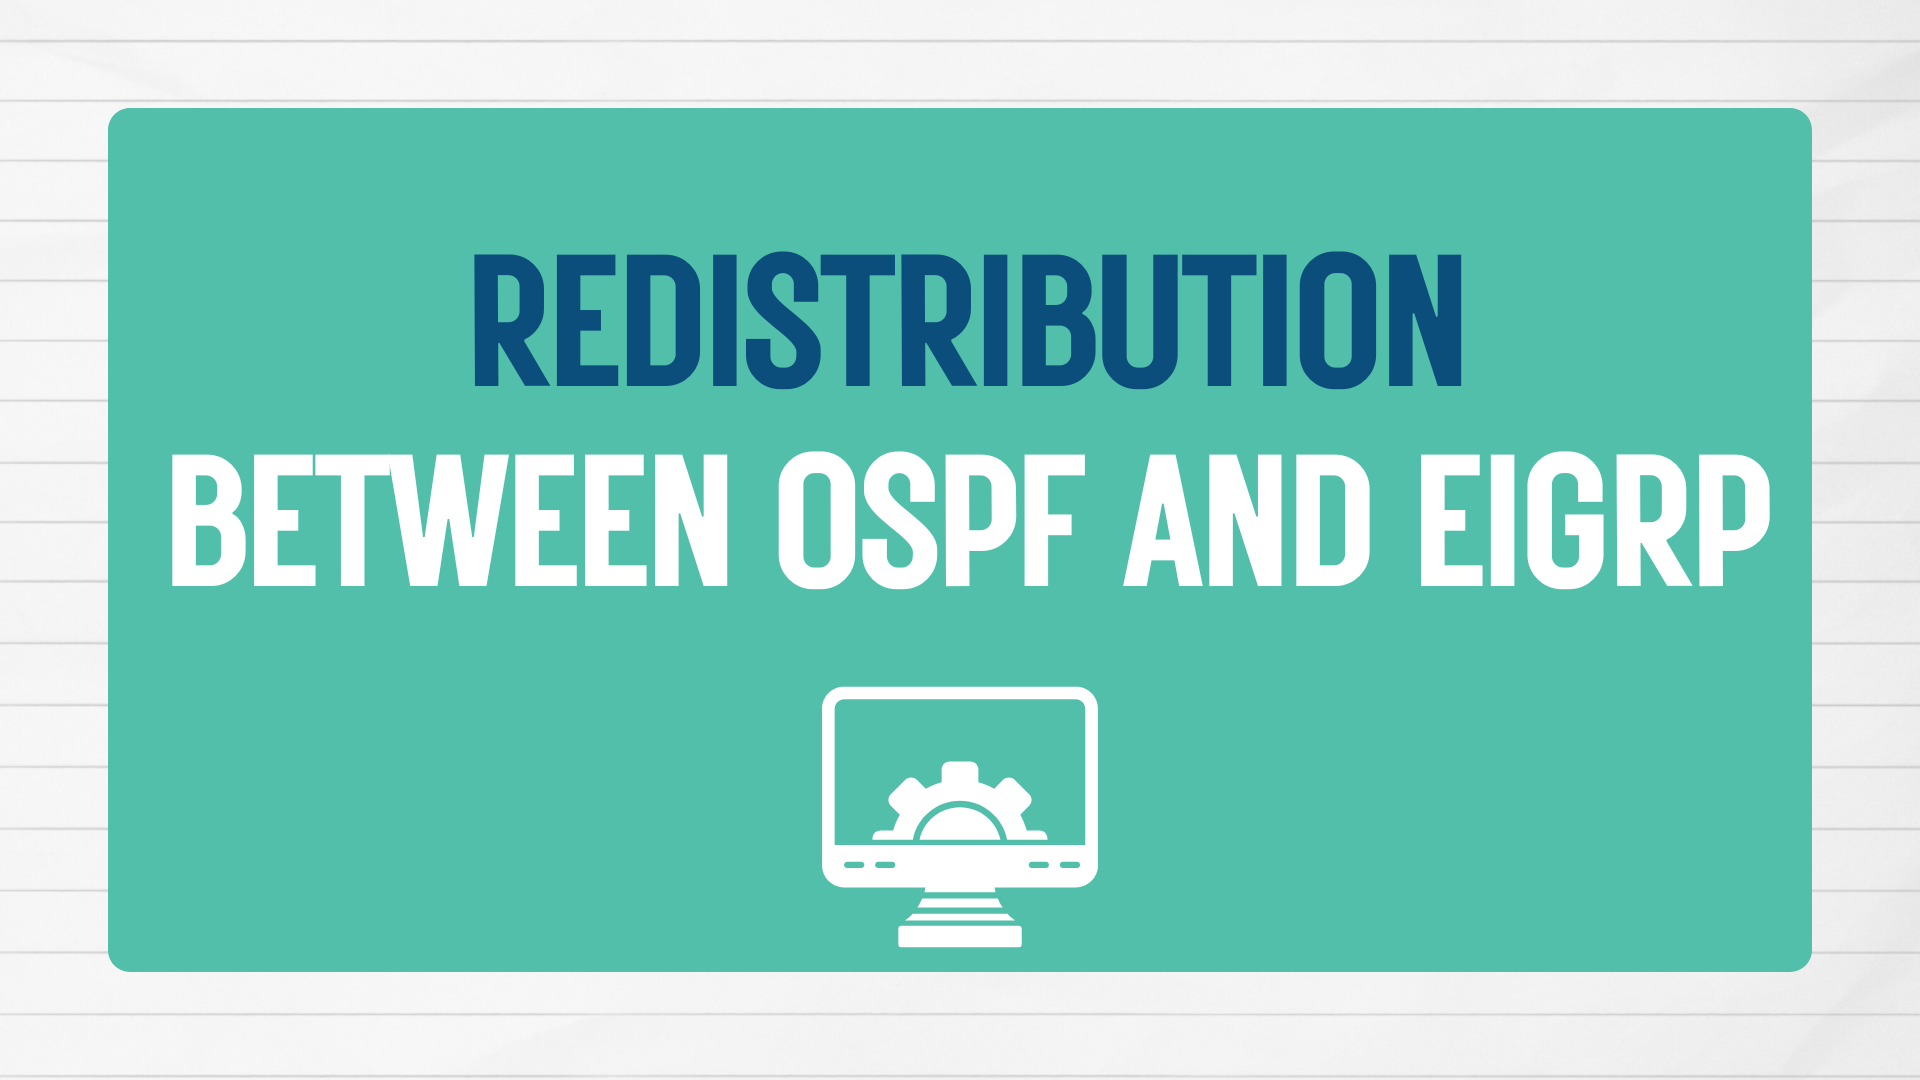 REDISTRIBUTION
BETWEEN OSPF AND EIGRP